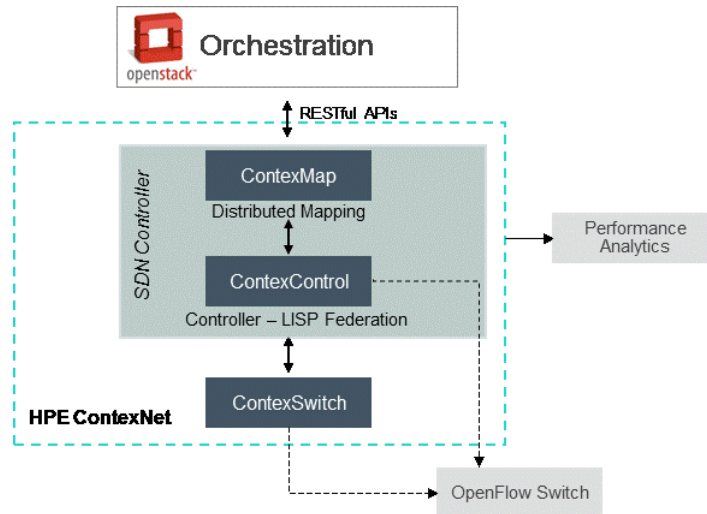 Orchestration
openstack™
RESTful APIs
SDN Controller
ContexMap
Distributed Mapping
ContexControl
Controller – LISP Federation
Performance
Analytics
ContexSwitch
HPE ContexNet
OpenFlow Switch